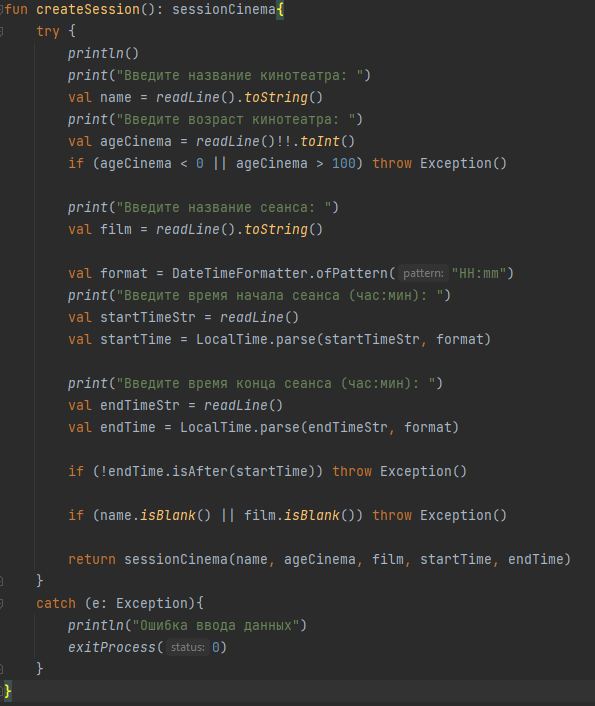 fun createSession(): sessionCinema{
    try {
        println()
        print("Введите название кинотеатра: ")
        val name = readLine().toString()
        print("Введите возраст кинотеатра: ")
        val ageCinema = readLine()!!.toInt()
        if (ageCinema < 0 || ageCinema > 100) throw Exception()

        print("Введите название сеанса: ")
        val film = readLine().toString()

        val format = DateTimeFormatter.ofPattern( pattern: "HH:mm")
        print("Введите время начала сеанса (час:мин): ")
        val startTimeStr = readLine()
        val startTime = LocalTime.parse(startTimeStr, format)

        print("Введите время конца сеанса (час:мин): ")
        val endTimeStr = readLine()
        val endTime = LocalTime.parse(endTimeStr, format)

        if (!endTime.isAfter(startTime)) throw Exception()

        if (name.isBlank() || film.isBlank()) throw Exception()

        return sessionCinema(name, ageCinema, film, startTime, endTime)
    }
    catch (e: Exception){
        println("Ошибка ввода данных")
        exitProcess( status: 0)
    }
}